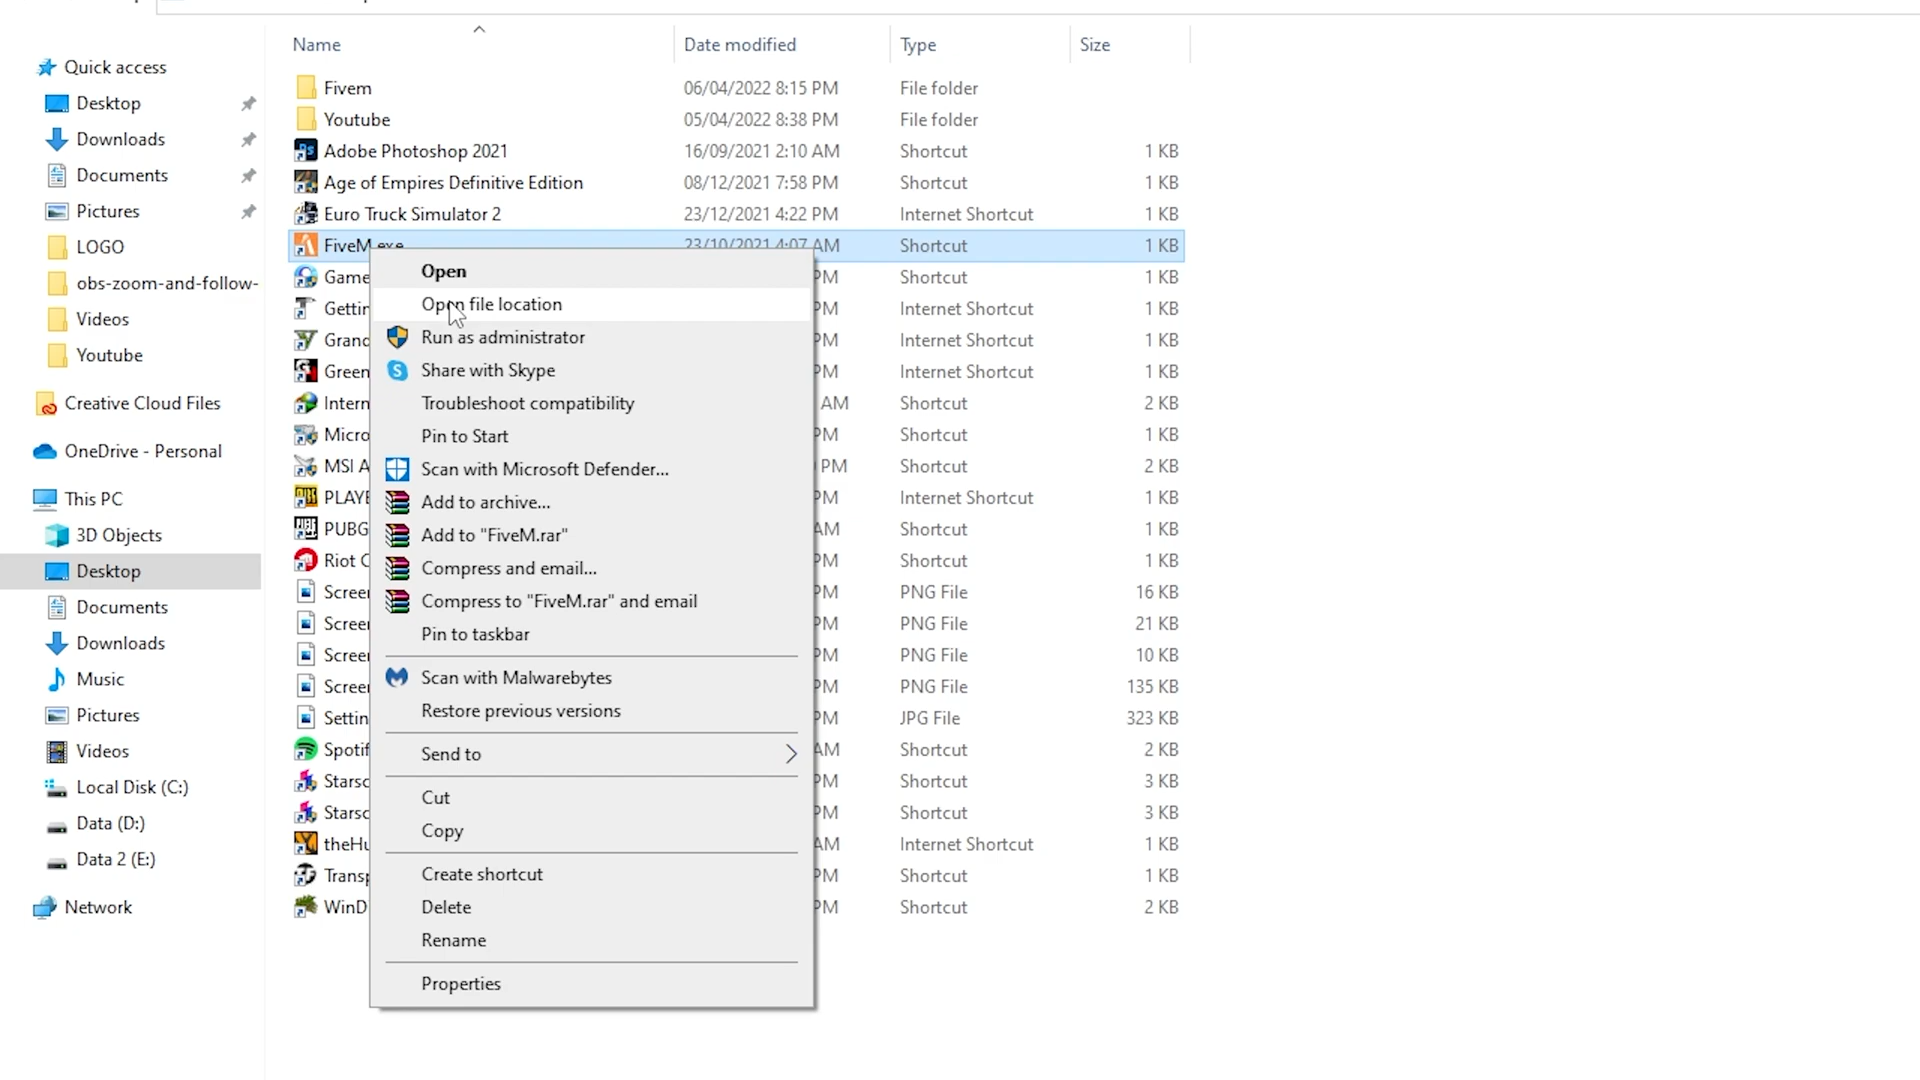 Name Date modified Type Size
Quick access
Desktop
Downloads
Documents
Pictures
LOGO
obs-zoom-and-follow-
Videos
Youtube
Creative Cloud Files
OneDrive - Personal
This PC
3D Objects
Desktop
Documents
Downloads
Music
Pictures
Videos
Local Disk (C:)
Data (D:)
Data 2 (E:)
Network
Fivem 06/04/2022 8:15 PM File folder
Youtube 05/04/2022 8:38 PM File folder
Adobe Photoshop 2021 16/09/2021 2:10 AM Shortcut 1 KB
Age of Empires Definitive Edition 08/12/2021 7:58 PM Shortcut 1 KB
Euro Truck Simulator 2 23/12/2021 4:22 PM Internet Shortcut 1 KB
FiveM.exe 23/10/2021 4:07 AM Shortcut 1 KB
Game PM Shortcut 1 KB
Gettin PM Internet Shortcut 1 KB
Grand PM Internet Shortcut 1 KB
Green PM Internet Shortcut 1 KB
Intern AM Shortcut 2 KB
Micro PM Shortcut 1 KB
MSI A PM Shortcut 2 KB
PLAYE PM Internet Shortcut 1 KB
PUBG AM Shortcut 1 KB
Riot C PM Shortcut 1 KB
Screen PM PNG File 16 KB
Screen PM PNG File 21 KB
Screen PM PNG File 10 KB
Screen PM PNG File 135 KB
Settin PM JPG File 323 KB
Spotif AM Shortcut 2 KB
Starsc PM Shortcut 3 KB
Starsc PM Shortcut 3 KB
theHu AM Internet Shortcut 1 KB
Transp PM Shortcut 1 KB
WinD PM Shortcut 2 KB
Open
Open file location
Run as administrator
Share with Skype
Troubleshoot compatibility
Pin to Start
Scan with Microsoft Defender...
Add to archive...
Add to "FiveM.rar"
Compress and email...
Compress to "FiveM.rar" and email
Pin to taskbar
Scan with Malwarebytes
Restore previous versions
Send to
Cut
Copy
Create shortcut
Delete
Rename
Properties